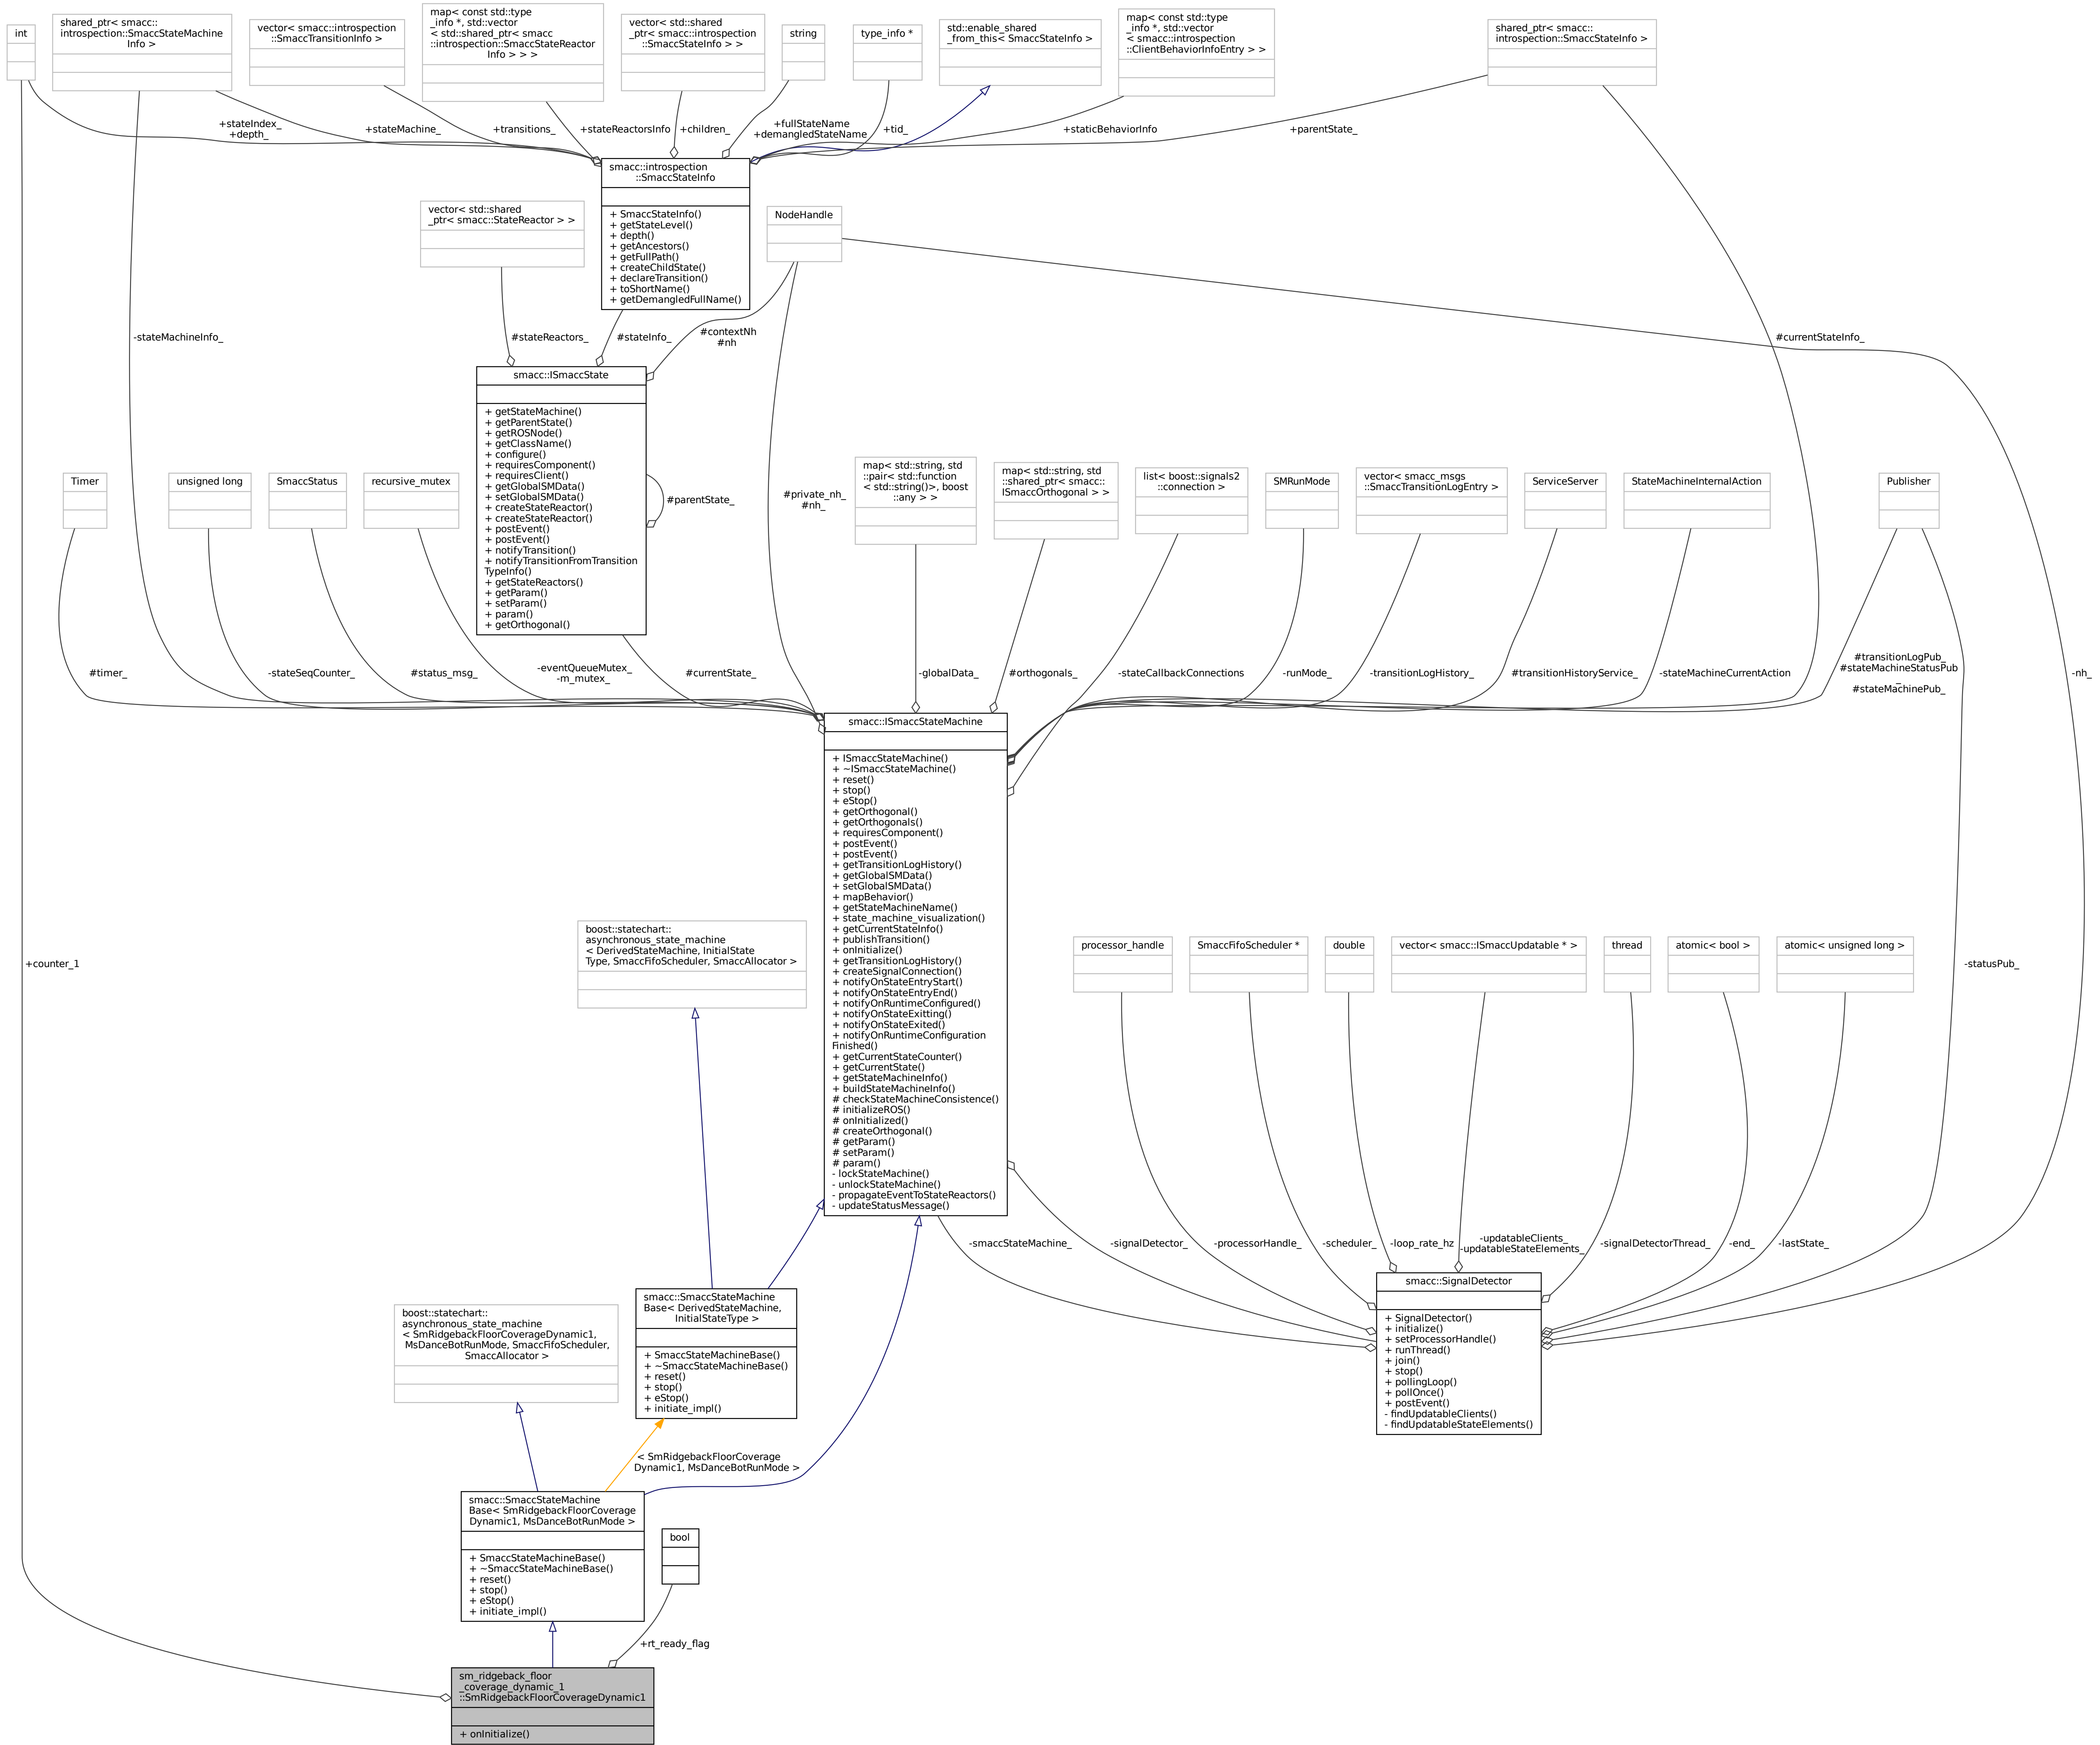 int
shared_ptr< smacc::
introspection::SmaccStateMachine
Info >
vector< smacc::introspection
::SmaccTransitionInfo >
map< const std::type
_info *, std::vector
< std::shared_ptr< smacc
::introspection::SmaccStateReactor
Info > > >
vector< std::shared
_ptr< smacc::introspection
::SmaccStateInfo > >
string
type_info *
std::enable_shared
_from_this< SmaccStateInfo >
map< const std::type
_info *, std::vector
< smacc::introspection
::ClientBehaviorInfoEntry > >
shared_ptr< smacc::
introspection::SmaccStateInfo >
+stateIndex_
+depth_
+stateMachine_
+transitions_
+stateReactorsInfo
+children_
+fullStateName
+demangledStateName
+tid_
+staticBehaviorInfo
+parentState_
smacc::introspection
::SmaccStateInfo
+ SmaccStateInfo()
+ getStateLevel()
+ depth()
+ getAncestors()
+ getFullPath()
+ createChildState()
+ declareTransition()
+ toShortName()
+ getDemangledFullName()
vector< std::shared
_ptr< smacc::StateReactor > >
NodeHandle
-stateMachineInfo_
#stateReactors_
#stateInfo_
#contextNh
#nh
#currentStateInfo_
smacc::ISmaccState
+ getStateMachine()
+ getParentState()
+ getROSNode()
+ getClassName()
+ configure()
+ requiresComponent()
+ requiresClient()
+ getGlobalSMData()
+ setGlobalSMData()
+ createStateReactor()
+ createStateReactor()
+ postEvent()
+ postEvent()
+ notifyTransition()
+ notifyTransitionFromTransition
TypeInfo()
+ getStateReactors()
+ getParam()
+ setParam()
+ param()
+ getOrthogonal()
#parentState_
#private_nh_
#nh_
Timer
unsigned long
SmaccStatus
recursive_mutex
map< std::string, std
::pair< std::function
< std::string()>, boost
::any > >
map< std::string, std
::shared_ptr< smacc::
ISmaccOrthogonal > >
list< boost::signals2
::connection >
SMRunMode
vector< smacc_msgs
::SmaccTransitionLogEntry >
ServiceServer
StateMachineInternalAction
Publisher
#timer_
-stateSeqCounter_
#status_msg_
-eventQueueMutex_
-m_mutex_
#currentState_
-globalData_
#orthogonals_
-stateCallbackConnections
-runMode_
-transitionLogHistory_
#transitionHistoryService_
-stateMachineCurrentAction
#transitionLogPub_
#stateMachineStatusPub
_
#stateMachinePub_
-nh_
smacc::ISmaccStateMachine
+ ISmaccStateMachine()
+ ~ISmaccStateMachine()
+ reset()
+ stop()
+ eStop()
+ getOrthogonal()
+ getOrthogonals()
+ requiresComponent()
+ postEvent()
+ postEvent()
+ getTransitionLogHistory()
+ getGlobalSMData()
+ setGlobalSMData()
+ mapBehavior()
+ getStateMachineName()
+ state_machine_visualization()
+ getCurrentStateInfo()
+ publishTransition()
+ onInitialize()
+ getTransitionLogHistory()
+ createSignalConnection()
+ notifyOnStateEntryStart()
+ notifyOnStateEntryEnd()
+ notifyOnRuntimeConfigured()
+ notifyOnStateExitting()
+ notifyOnStateExited()
+ notifyOnRuntimeConfiguration
Finished()
+ getCurrentStateCounter()
+ getCurrentState()
+ getStateMachineInfo()
+ buildStateMachineInfo()
# checkStateMachineConsistence()
# initializeROS()
# onInitialized()
# createOrthogonal()
# getParam()
# setParam()
# param()
- lockStateMachine()
- unlockStateMachine()
- propagateEventToStateReactors()
- updateStatusMessage()
+counter_1
boost::statechart::
asynchronous_state_machine
< DerivedStateMachine, InitialState
Type, SmaccFifoScheduler, SmaccAllocator >
processor_handle
SmaccFifoScheduler *
double
vector< smacc::ISmaccUpdatable * >
thread
atomic< bool >
atomic< unsigned long >
-statusPub_
-smaccStateMachine_
-signalDetector_
-processorHandle_
-scheduler_
-loop_rate_hz
-updatableClients_
-updatableStateElements_
-signalDetectorThread_
-end_
-lastState_
smacc::SignalDetector
+ SignalDetector()
+ initialize()
+ setProcessorHandle()
+ runThread()
+ join()
+ stop()
+ pollingLoop()
+ pollOnce()
+ postEvent()
- findUpdatableClients()
- findUpdatableStateElements()
smacc::SmaccStateMachine
Base< DerivedStateMachine,
InitialStateType >
+ SmaccStateMachineBase()
+ ~SmaccStateMachineBase()
+ reset()
+ stop()
+ eStop()
+ initiate_impl()
boost::statechart::
asynchronous_state_machine
< SmRidgebackFloorCoverageDynamic1,
MsDanceBotRunMode, SmaccFifoScheduler,
SmaccAllocator >
< SmRidgebackFloorCoverage
Dynamic1, MsDanceBotRunMode >
smacc::SmaccStateMachine
Base< SmRidgebackFloorCoverage
Dynamic1, MsDanceBotRunMode >
+ SmaccStateMachineBase()
+ ~SmaccStateMachineBase()
+ reset()
+ stop()
+ eStop()
+ initiate_impl()
bool
+rt_ready_flag
sm_ridgeback_floor
_coverage_dynamic_1
::SmRidgebackFloorCoverageDynamic1
+ onInitialize()